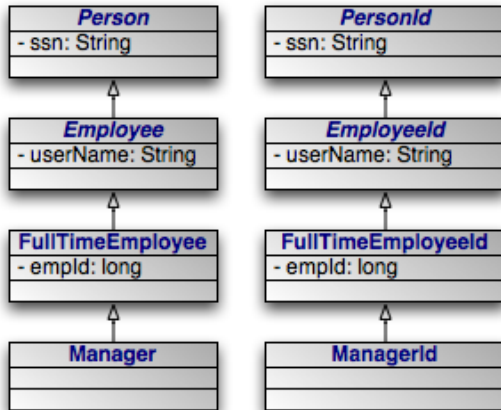 Person
- ssn: String
Employee
- userName: String
FullTimeEmployee
- empId: long
Manager
PersonId
- ssn: String
EmployeeId
- userName: String
FullTimeEmployeeId
- empId: long
ManagerId